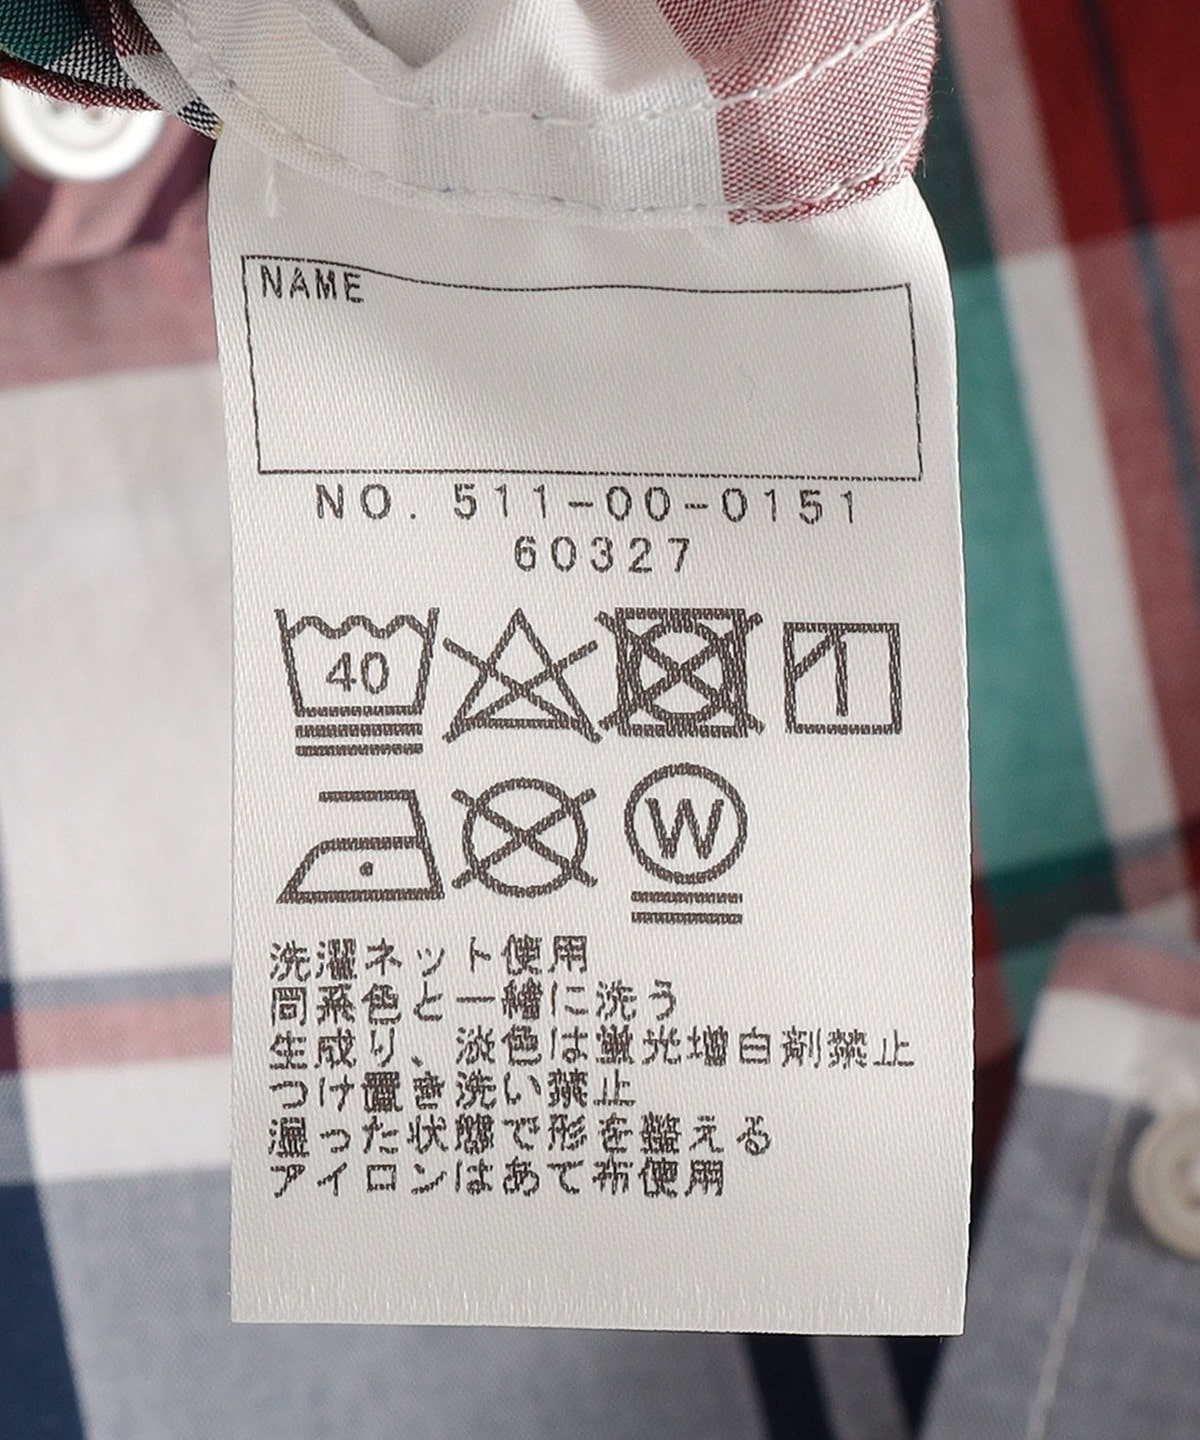 NAME
NO. 511-00-0151
60327
40
W
洗濯ネット使用
同系色と一緒に洗う
生成り、淡色は蛍光増白剤禁止
つけ置き洗い禁止
湿った状態で形を整える
アイロンはあて布使用